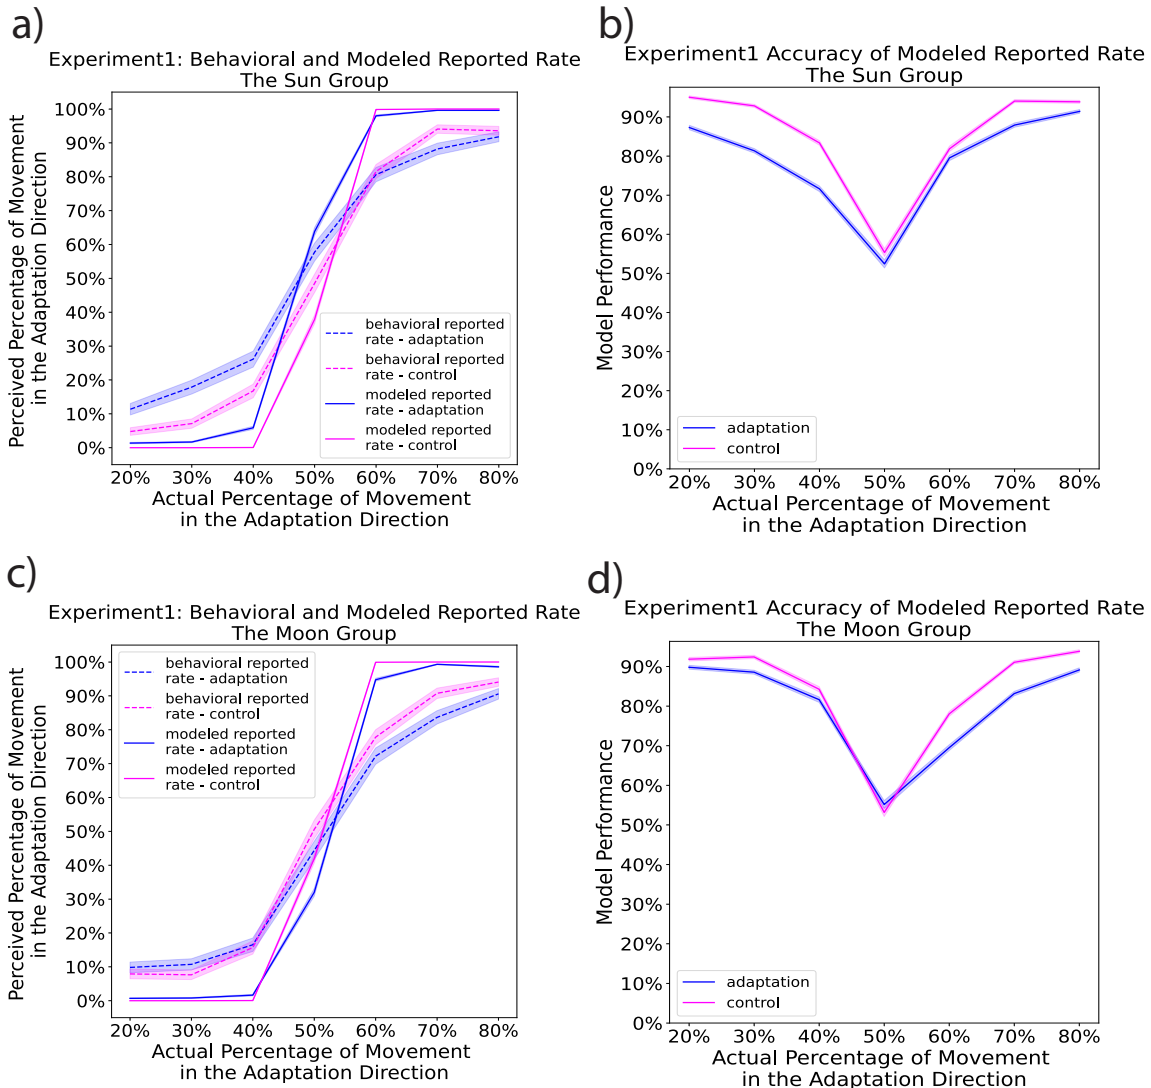 a)
Experiment1: Behavioral and Modeled Reported Rate
The Sun Group
Perceived Percentage of Movement
in the Adaptation Direction
100%
90%
80%
70%
60%
50%
40%
30%
20%
10%
0%
behavioral reported
rate - adaptation
behavioral reported
rate - control
modeled reported
rate - adaptation
modeled reported
rate - control
20% 30% 40% 50% 60% 70% 80%
Actual Percentage of Movement
in the Adaptation Direction
b)
Experiment1 Accuracy of Modeled Reported Rate
The Sun Group
Model Performance
90%
80%
70%
60%
50%
40%
30%
20%
10%
0%
adaptation
control
20% 30% 40% 50% 60% 70% 80%
Actual Percentage of Movement
in the Adaptation Direction
c)
Experiment1: Behavioral and Modeled Reported Rate
The Moon Group
Perceived Percentage of Movement
in the Adaptation Direction
100%
90%
80%
70%
60%
50%
40%
30%
20%
10%
0%
behavioral reported
rate - adaptation
behavioral reported
rate - control
modeled reported
rate - adaptation
modeled reported
rate - control
20% 30% 40% 50% 60% 70% 80%
Actual Percentage of Movement
in the Adaptation Direction
d)
Experiment1 Accuracy of Modeled Reported Rate
The Moon Group
Model Performance
90%
80%
70%
60%
50%
40%
30%
20%
10%
0%
adaptation
control
20% 30% 40% 50% 60% 70% 80%
Actual Percentage of Movement
in the Adaptation Direction